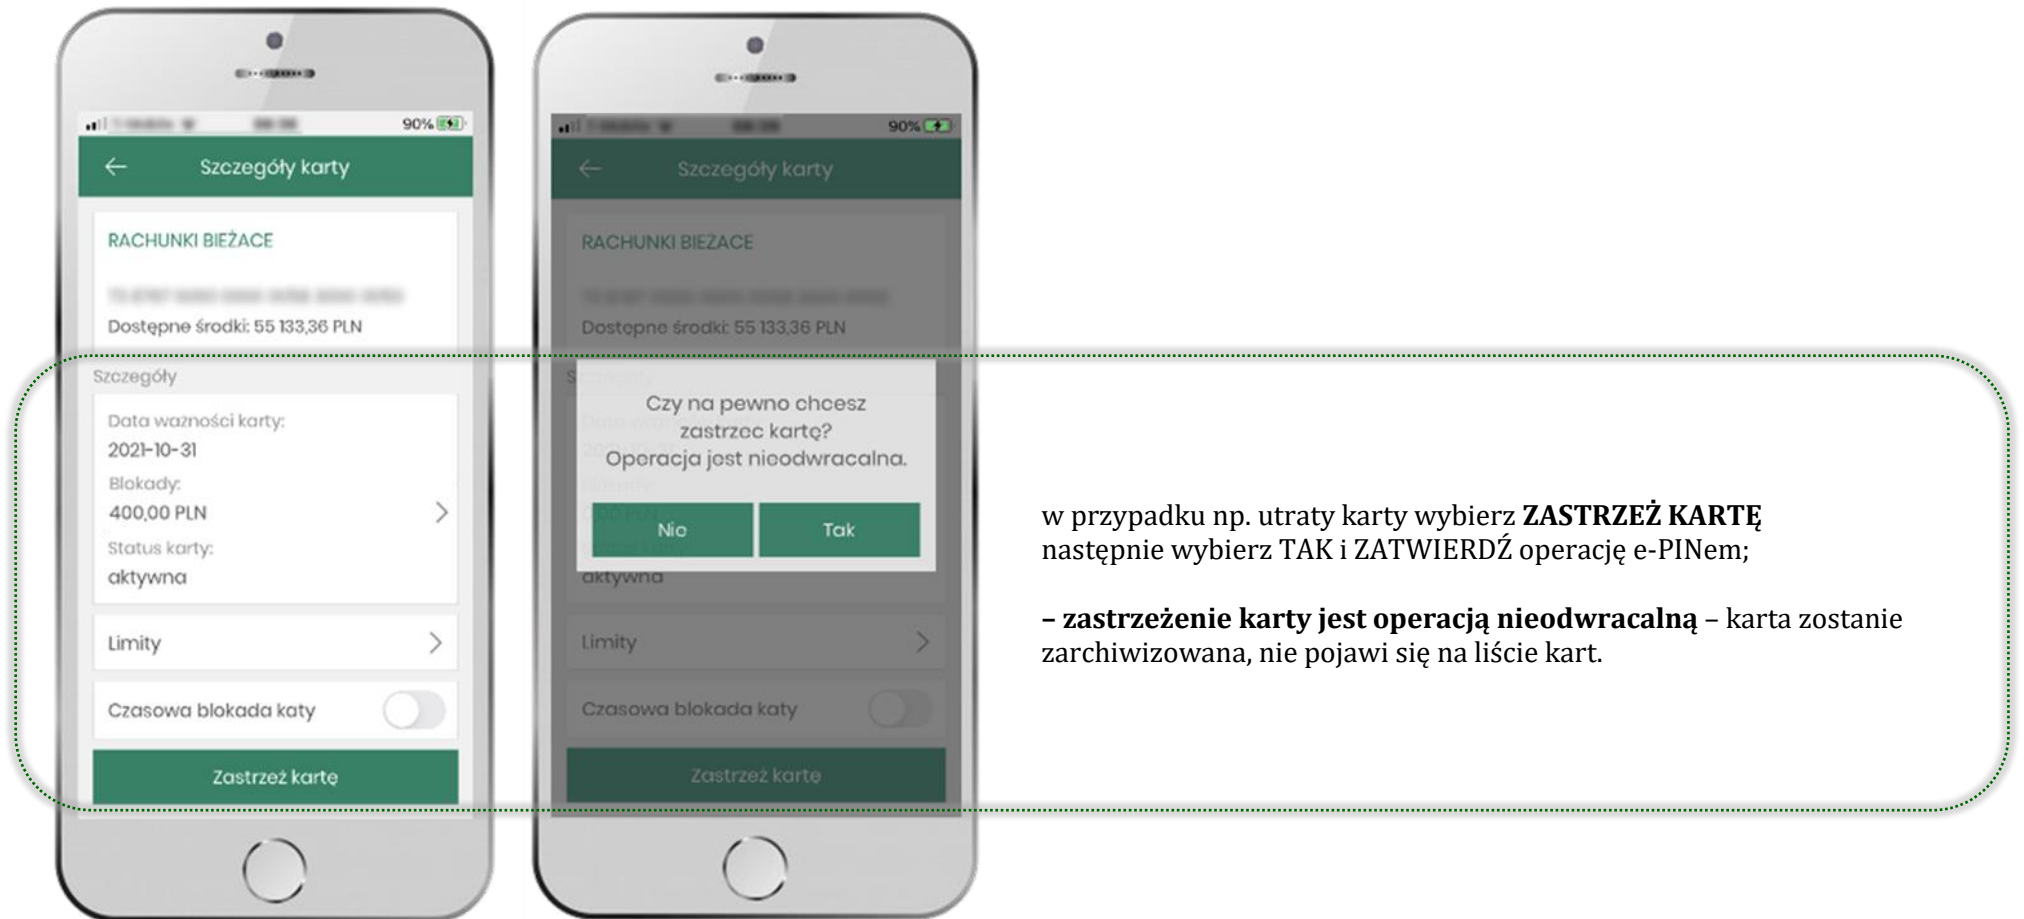 90%
Szczegóły karty
RACHUNKI BIEŻACE
Dostępne środki: 55 133,36 PLN
Szczegóły
Data ważności karty:
2021-10-31
Blokady:
400,00 PLN
Status karty:
aktywna
Limity
Czasowa blokada katy
Zastrzeż kartę
90%
Szczegóły karty
RACHUNKI BIEŻACE
Dostępne środki: 55 133,36 PLN
Czy na pewno chcesz
zastrzec kartę?
Operacja jest nieodwracalna.
Nie
Tak
aktywna
Limity
Czasowa blokada katy
Zastrzeż kartę
w przypadku np. utraty karty wybierz ZASTRZEŻ KARTĘ
następnie wybierz TAK i ZATWIERDŹ operację e-PINem;
– zastrzeżenie karty jest operacją nieodwracalną – karta zostanie
zarchiwizowana, nie pojawi się na liście kart.